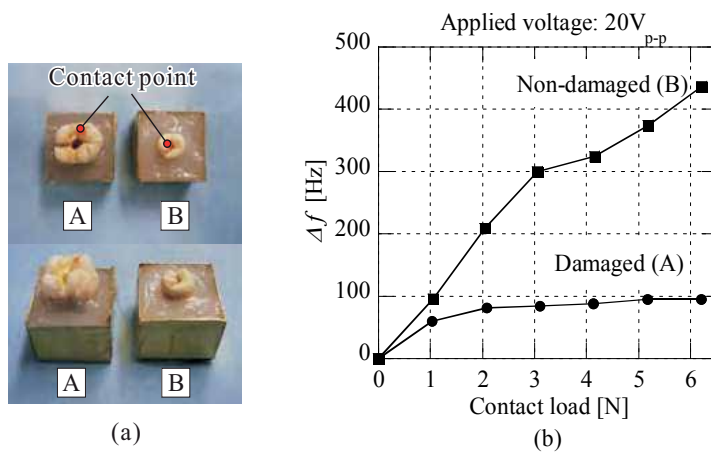 Contact point
A
B
A
B
(a)
Applied voltage: 20V p-p
500
400
300
200
100
0
Δf [Hz]
Non-damaged (B)
Damaged (A)
0 1 2 3 4 5 6
Contact load [N]
(b)